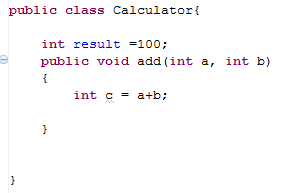 public class Calculator{
int result =100;
public void add(int a, int b)
{
int c = a+b;
}
}